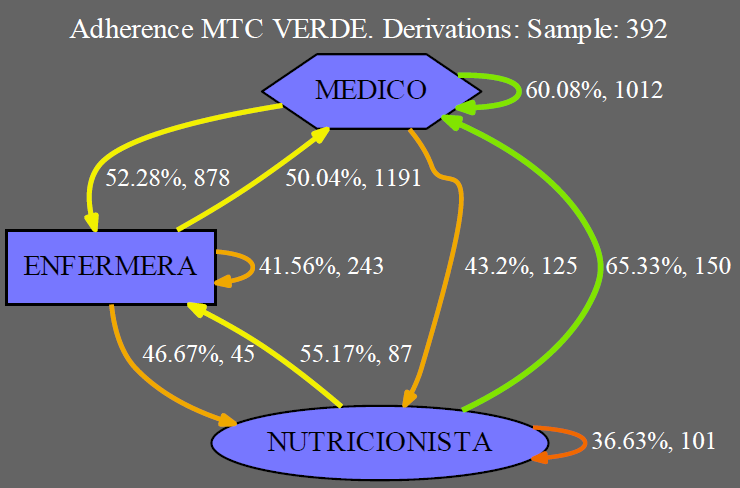 Adherence MTC VERDE. Derivations: Sample: 392
MEDICO
60.08%, 1012
52.28%, 878
50.04%, 1191
ENFERMERA
41.56%, 243
43.2%, 125
65.33%, 150
46.67%, 45
55.17%, 87
NUTRICIONISTA
36.63%, 101